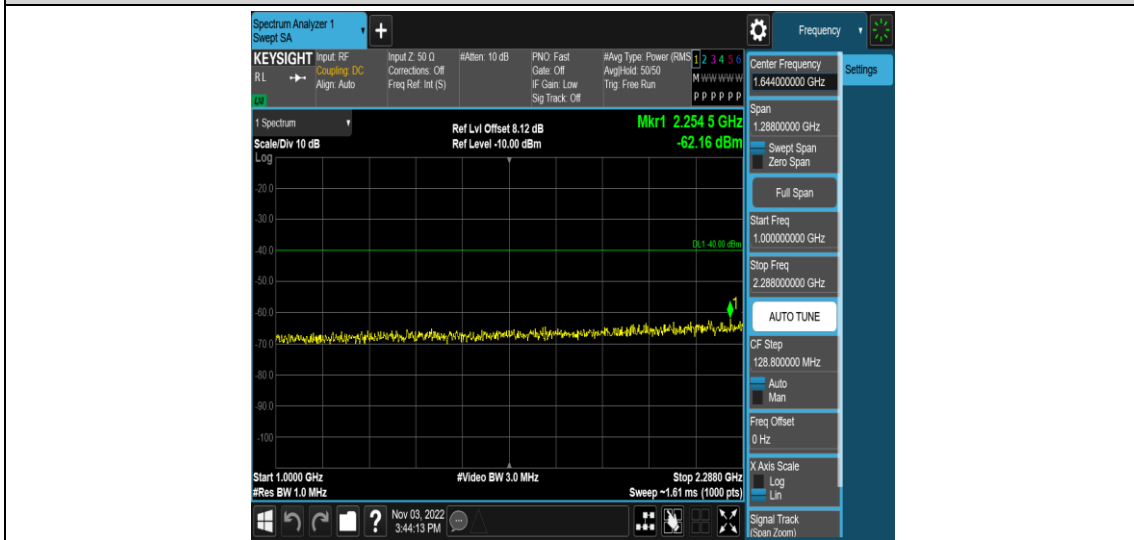 Spectrum Analyzer 1
Swept SA
+
Frequency
KEYSIGHT
RL
Input: RF
Coupling: DC
Align: Auto
Input Z: 50 Ω
Corrections: Off
Freq Ref: Int (S)
#Atten: 10 dB
PNO: Fast
Gate: Off
IF Gain: Low
Sig Track: Off
#Avg Type: Power (RMS
Avg|Hold: 50/50
Trig: Free Run
1 2 3 4 5 6
M W W W W W
P P P P P P
1 Spectrum
Scale/Div 10 dB
Log
Ref Lvl Offset 8.12 dB
Ref Level -10.00 dBm
Mkr1 2.254 5 GHz
-62.16 dBm
-20.0
-30.0
-40.0
DL1 -40.00 dBm
-50.0
-60.0
1
-70.0
-80.0
-90.0
-100
Start 1.0000 GHz
#Res BW 1.0 MHz
#Video BW 3.0 MHz
Stop 2.2880 GHz
Sweep ~1.61 ms (1000 pts)
Center Frequency
1.644000000 GHz
Settings
Span
1.28800000 GHz
Swept Span
Zero Span
Full Span
Start Freq
1.000000000 GHz
Stop Freq
2.288000000 GHz
AUTO TUNE
CF Step
128.800000 MHz
Auto
Man
Freq Offset
0 Hz
X Axis Scale
Log
Lin
Signal Track
(Span Zoom)
?
Nov 03, 2022
3:44:13 PM